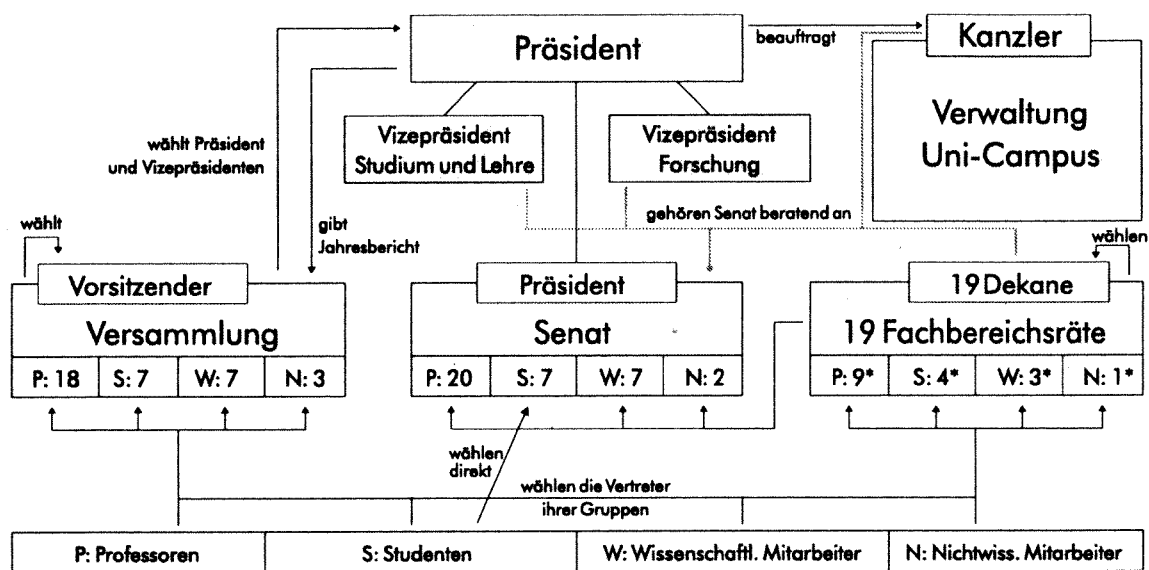 Präsident
beauftragt
Kanzler
Verwaltung
Uni-Campus
Vizepräsident
Studium und Lehre
Vizepräsident
Forschung
wählt Präsident
und Vizepräsidenten
gehören Senat beratend an
wählt
gibt
Jahresbericht
wählen
Vorsitzender
Versammlung
P: 18
S: 7
W: 7
N: 3
Präsident
Senat
P: 20
S: 7
W: 7
N: 2
19 Dekane
19 Fachbereichsräte
P: 9*
S: 4*
W: 3*
N: 1*
wählen
direkt
wählen die Vertreter
ihrer Gruppen
P: Professoren
S: Studenten
W: Wissenschaftl. Mitarbeiter
N: Nichtwiss. Mitarbeiter